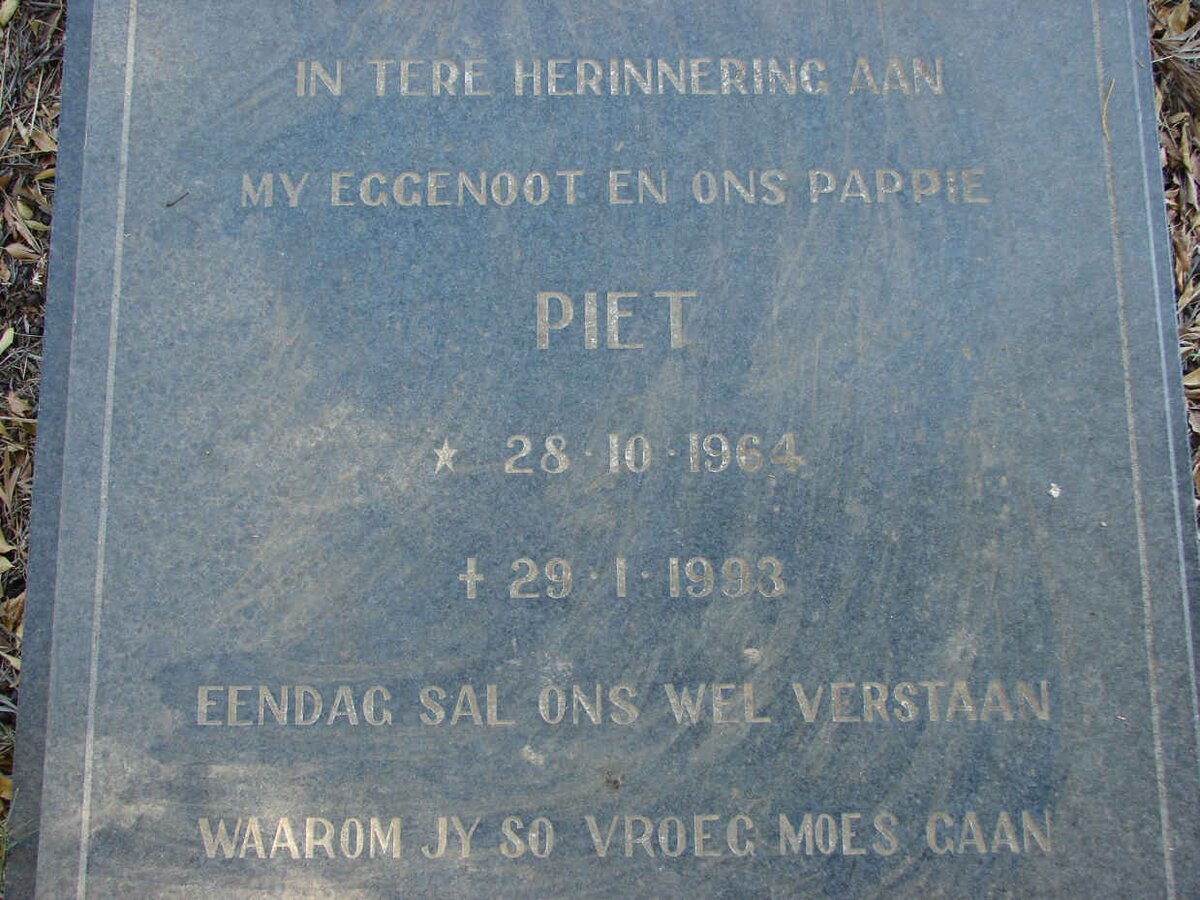 IN TERE HERINNERING AAN
MY EGGENOOT EN ONS PAPPIE
PIET
★ 28·10·1964
✝ 29·1·1993
EENDAG SAL ONS WEL VERSTAAN
WAAROM JY SO VROEG MOES GAAN.